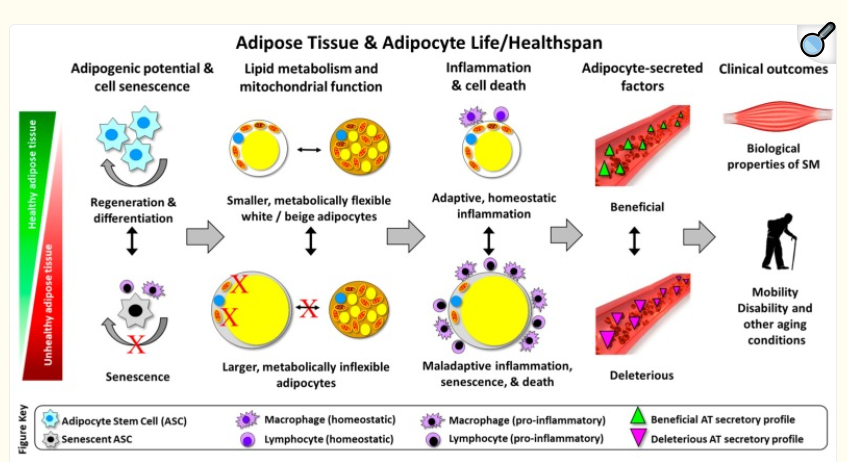 Adipose Tissue & Adipocyte Life/Healthspan
Adipogenic potential &
cell senescence
Lipid metabolism and
mitochondrial function
Inflammation
& cell death
Adipocyte-secreted
factors
Clinical outcomes
Healthy adipose tissue
Unhealthy adipose tissue
Regeneration &
differentiation
Smaller, metabolically flexible
white / beige adipocytes
Adaptive, homeostatic
inflammation
Beneficial
Biological
properties of SM
X
Senescence
X
X
X
Larger, metabolically inflexible
adipocytes
Maladaptive inflammation,
senescence, & death
Deleterious
Mobility
Disability and
other aging
conditions
Figure Key
Adipocyte Stem Cell (ASC)
Senescent ASC
Macrophage (homeostatic)
Lymphocyte (homeostatic)
Macrophage (pro-inflammatory)
Lymphocyte (pro-inflammatory)
Beneficial AT secretory profile
Deleterious AT secretory profile